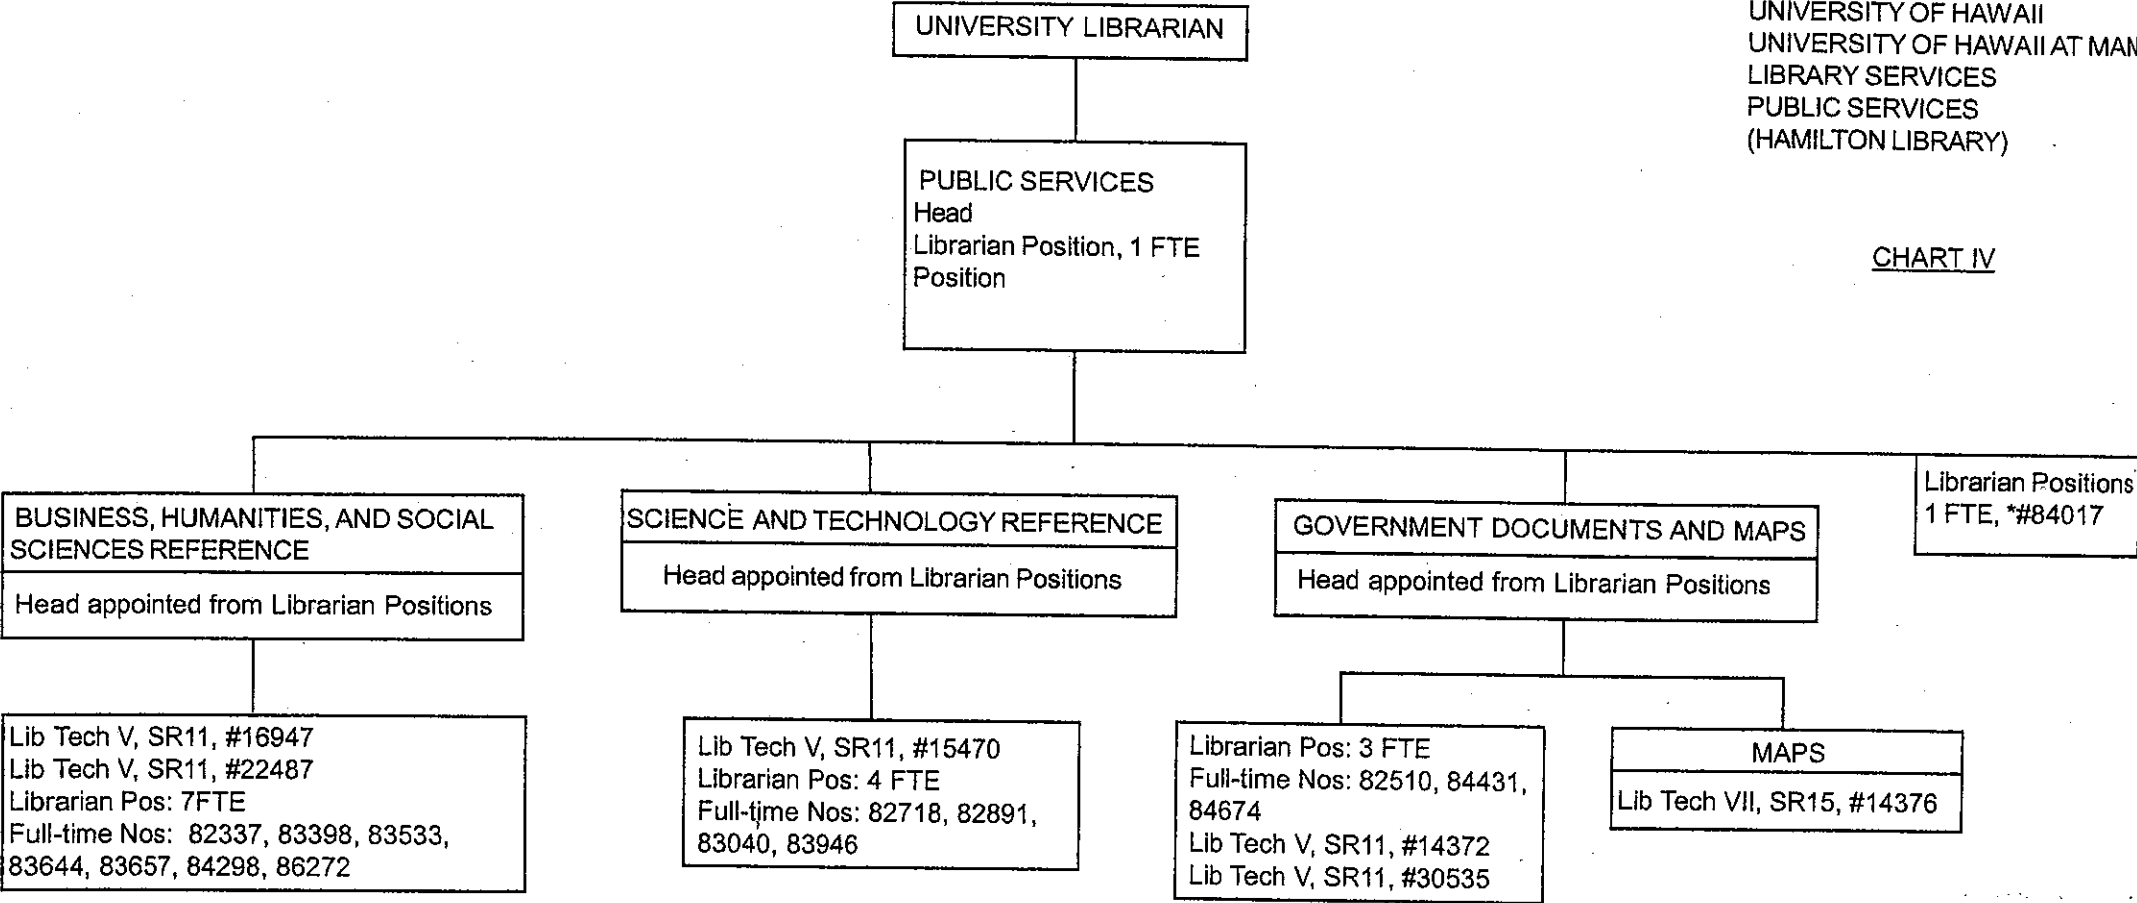 UNIVERSITY LIBRARIAN
UNIVERSITY OF HAWAII
UNIVERSITY OF HAWAII AT
LIBRARY SERVICES
PUBLIC SERVICES
(HAMILTON LIBRARY)
CHART IV
PUBLIC SERVICES
Head
Librarian Position, 1 FTE
Position
BUSINESS, HUMANITIES, AND SOCIAL
SCIENCES REFERENCE
Head appointed from Librarian Positions
Lib Tech V, SR11, #16947
Lib Tech V, SR11, #22487
Librarian Pos: 7FTE
Full-time Nos: 82337, 83398, 83533,
83644, 83657, 84298, 86272
SCIENCE AND TECHNOLOGY REFERENCE
Head appointed from Librarian Positions
Lib Tech V, SR11, #15470
Librarian Pos: 4 FTE
Full-time Nos: 82718, 82891,
83040, 83946
GOVERNMENT DOCUMENTS AND MAPS
Head appointed from Librarian Positions
Librarian Pos: 3 FTE
Full-time Nos: 82510, 84431,
84674
Lib Tech V, SR11, #14372
Lib Tech V, SR11, #30535
MAPS
Lib Tech VII, SR15, #14376
Librarian Positions
1 FTE, *#84017